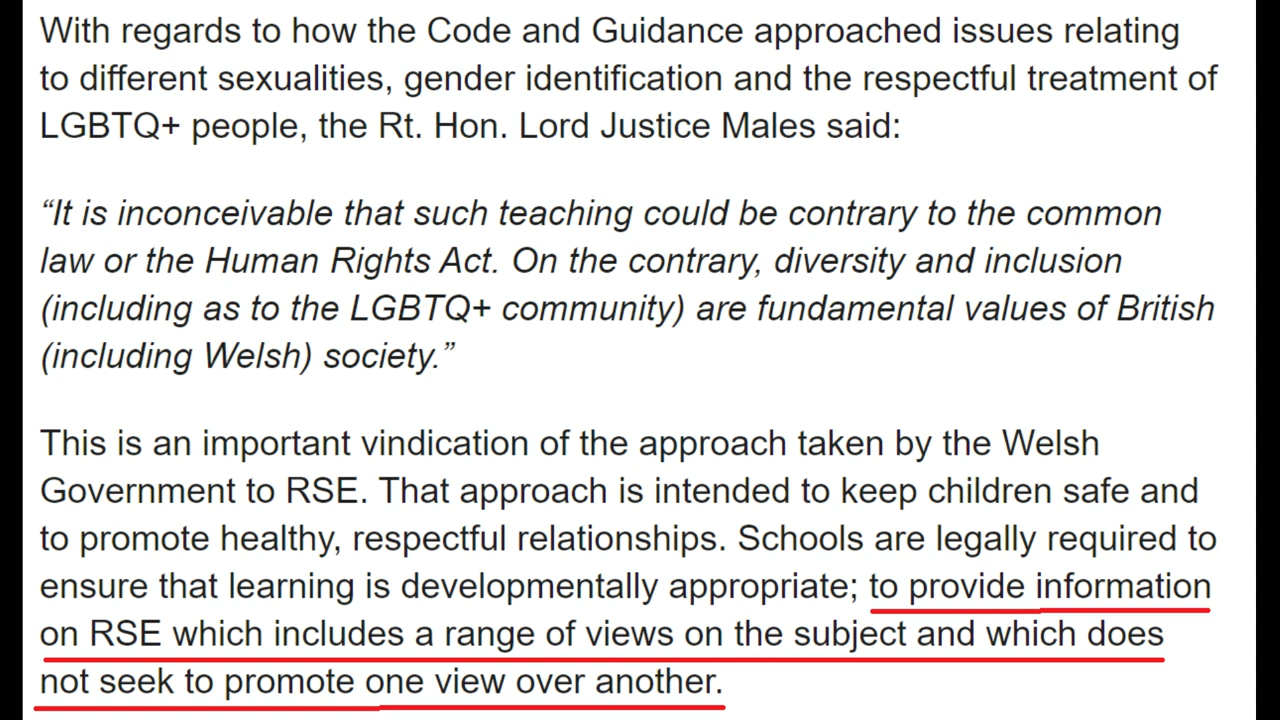 With regards to how the Code and Guidance approached issues relating
to different sexualities, gender identification and the respectful treatment of
LGBTQ+ people, the Rt. Hon. Lord Justice Males said:
“It is inconceivable that such teaching could be contrary to the common
law or the Human Rights Act. On the contrary, diversity and inclusion
(including as to the LGBTQ+ community) are fundamental values of British
(including Welsh) society.”
This is an important vindication of the approach taken by the Welsh
Government to RSE. That approach is intended to keep children safe and
to promote healthy, respectful relationships. Schools are legally required to
ensure that learning is developmentally appropriate; to provide information
on RSE which includes a range of views on the subject and which does
not seek to promote one view over another.